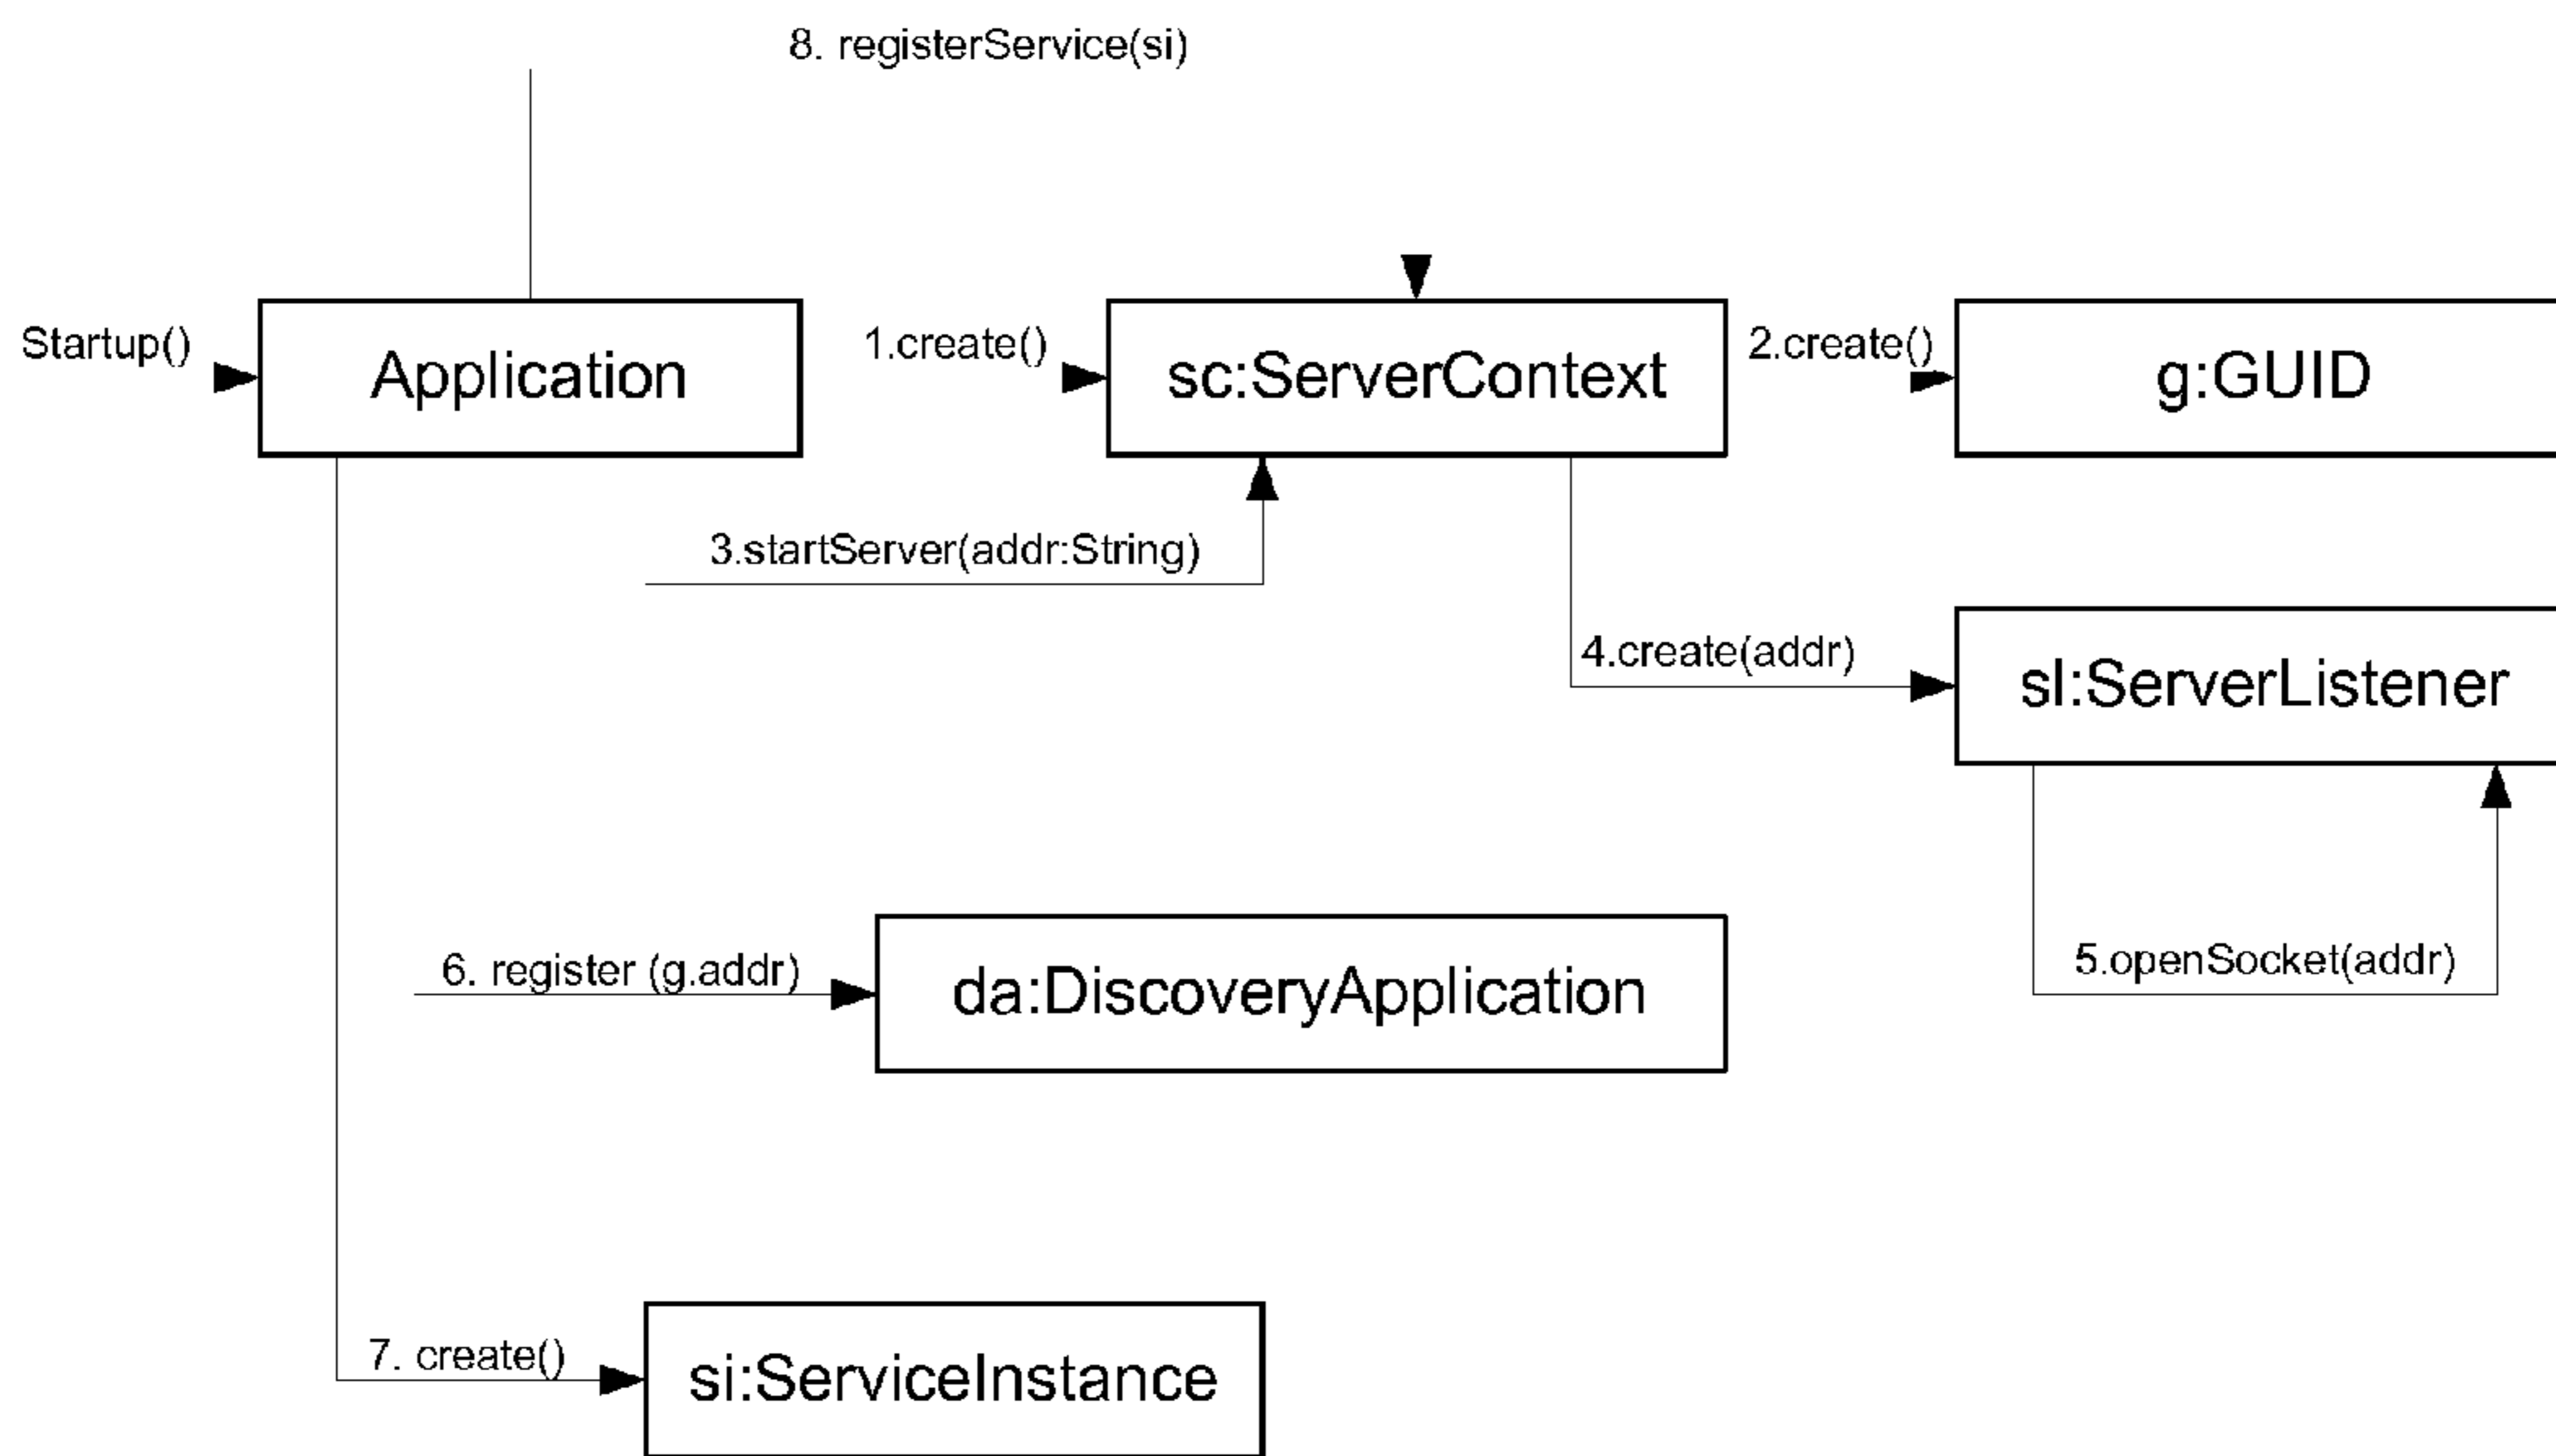 8. registerService(si)
Startup()
Application
1.create()
sc:ServerContext
2.create()
g:GUID
3.startServer(addr:String)
4.create(addr)
sl:ServerListener
5.openSocket(addr)
6. register (g.addr)
da:DiscoveryApplication
7. create()
si:ServiceInstance